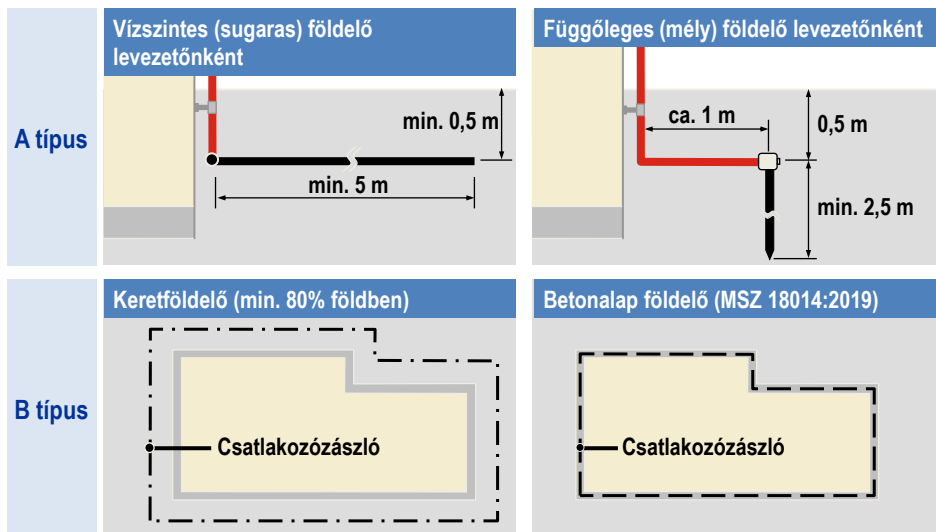 Vízszintes (sugaras) földelő
levezetőnként
Függőleges (mély) földelő levezetőnként
A típus
min. 0,5 m
min. 5 m
ca. 1 m
0,5 m
min. 2,5 m
Keretföldelő (min. 80% földben)
Betonalap földelő (MSZ 18014:2019)
B típus
Csatlakozózászló
Csatlakozózászló